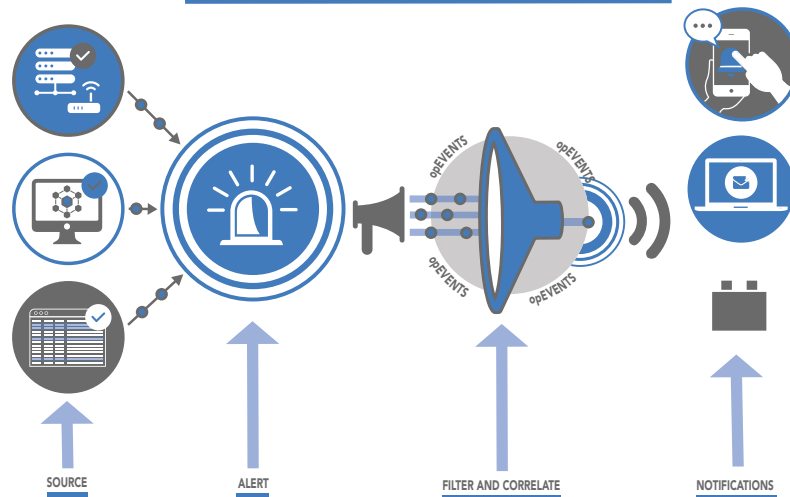 opEVENTS
opEVENTS
opEVENTS
opEVENTS
SOURCE
ALERT
FILTER AND CORRELATE
NOTIFICATIONS